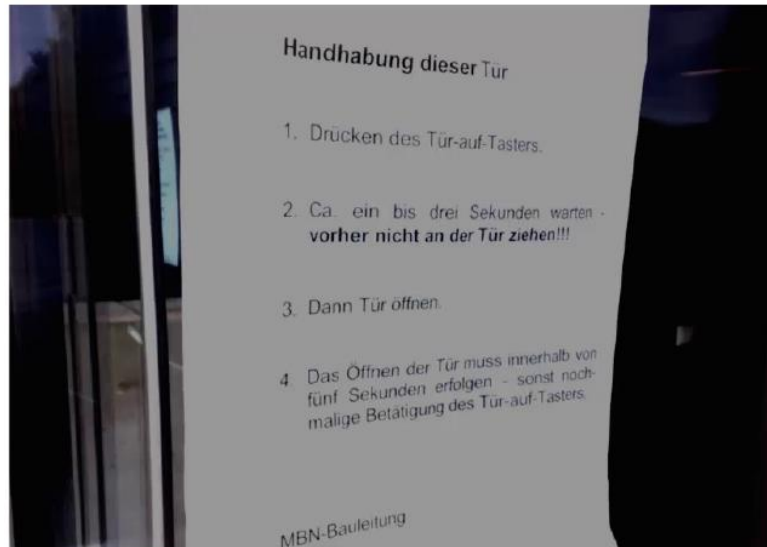 Handhabung dieser Tür
1. Drücken des Tür-auf-Tasters.
2. Ca. ein bis drei Sekunden warten -
vorher nicht an der Tür ziehen!!!
3. Dann Tür öffnen.
4. Das Öffnen der Tür muss innerhalb von
fünf Sekunden erfolgen - sonst noch-
malige Betätigung des Tür-auf-Tasters.
MBN-Bauleitung